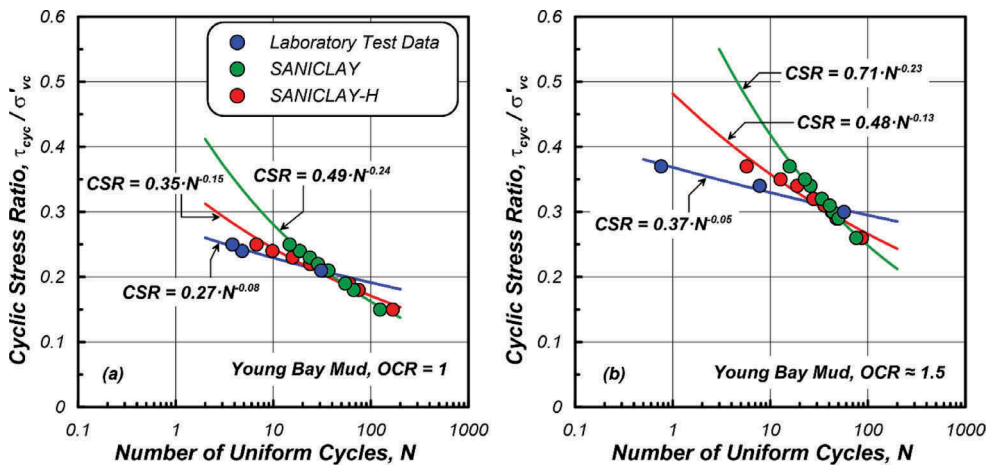 0.6
0.5
0.4
0.3
0.2
0.1
0
Cyclic Stress Ratio, τcyc / σ'vc
Laboratory Test Data
SANICLAY
SANICLAY-H
CSR = 0.35·N-0.15
CSR = 0.49·N-0.24
CSR = 0.27·N-0.08
(a)
Young Bay Mud, OCR = 1
0.1 1 10 100 1000
Number of Uniform Cycles, N
0.6
0.5
0.4
0.3
0.2
0.1
0
Cyclic Stress Ratio, τcyc / σ'vc
CSR = 0.71·N-0.23
CSR = 0.48·N-0.13
CSR = 0.37·N-0.05
(b)
Young Bay Mud, OCR ≈ 1.5
0.1 1 10 100 1000
Number of Uniform Cycles, N